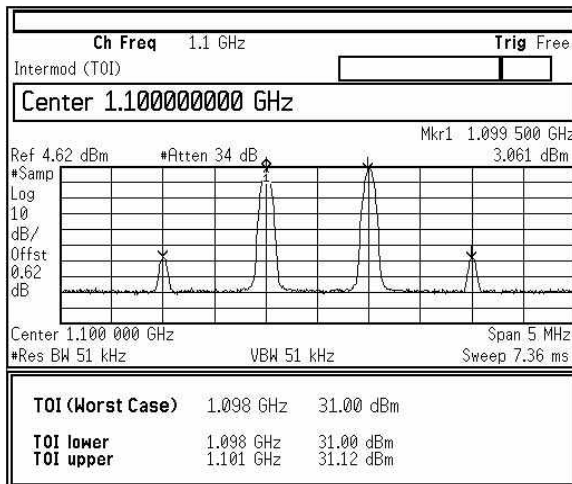 Ch Freq 1.1 GHz Trig Free
Intermod (TOI)
Center 1.100000000 GHz
Mkr1 1.099 500 GHz
Ref 4.62 dBm #Atten 34 dB 3.061 dBm
#Samp
Log
10
dB/
Offst
0.62
dB
1
Center 1.100 000 GHz Span 5 MHz
#Res BW 51 kHz VBW 51 kHz Sweep 7.36 ms
TOI (Worst Case) 1.098 GHz 31.00 dBm
TOI lower 1.098 GHz 31.00 dBm
TOI upper 1.101 GHz 31.12 dBm